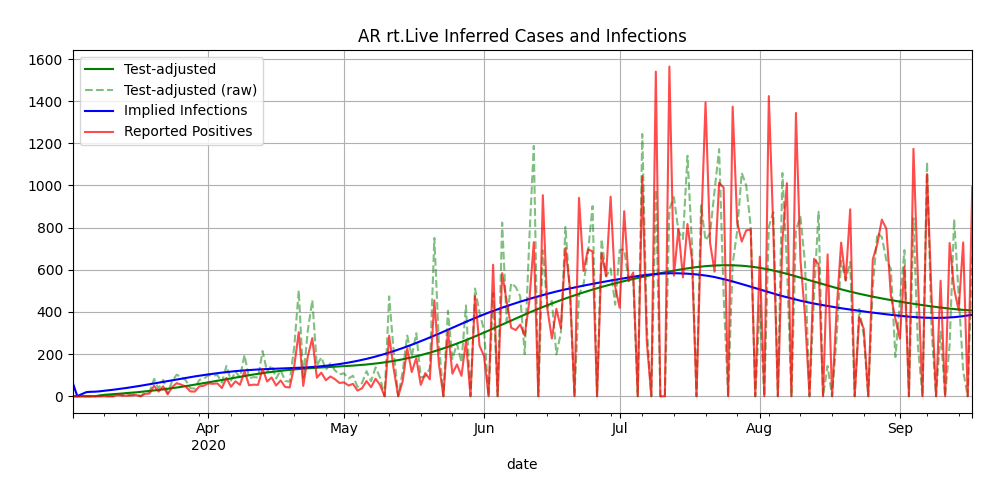 AR rt.Live Inferred Cases and Infections
1600
1400
1200
1000
800
600
400
200
0
Test-adjusted
Test-adjusted (raw)
Implied Infections
Reported Positives
Apr
2020
May
Jun
Jul
Aug
Sep
date